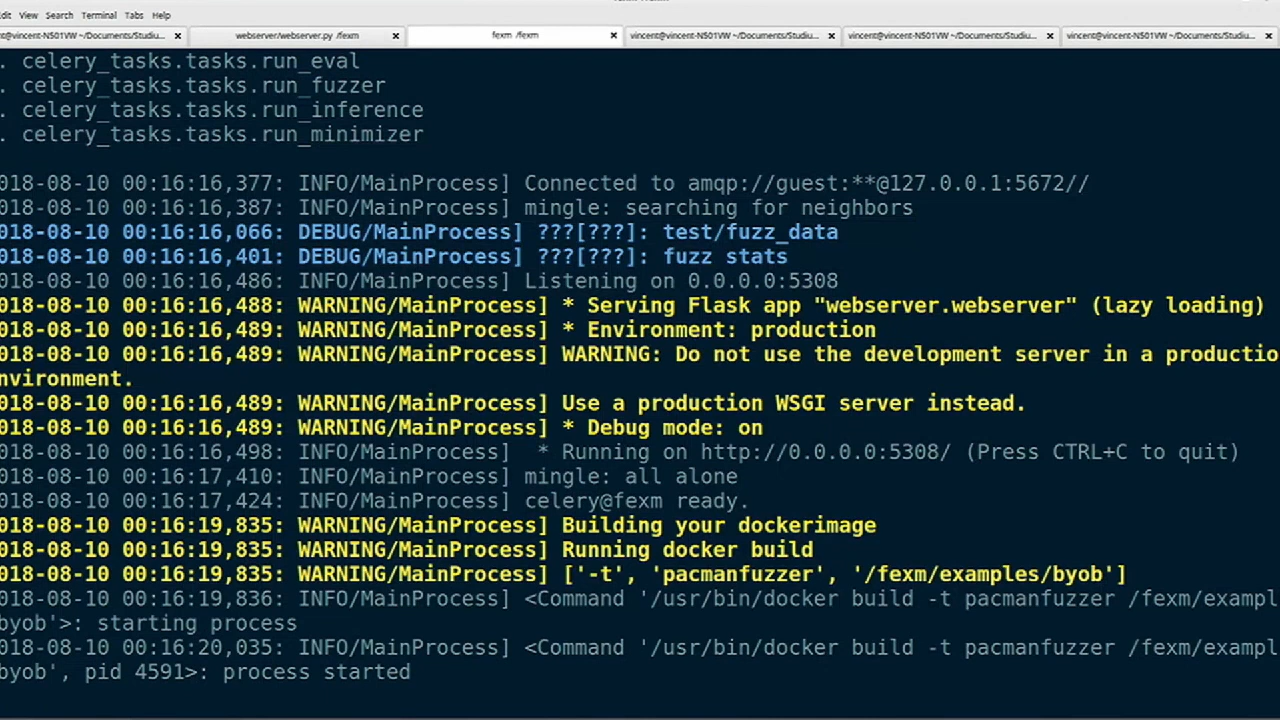 dit View Search Terminal Tabs Help
vincent@vincent-N501VW ~/Documents/Studiu... × webserver/webserver.py /fexm × fexm /fexm × vincent@vincent-N501VW ~/Documents/Studiu... × vincent@vincent-N501VW ~/Documents/Studiu... × vincent@vincent-N501VW ~/Documents/Studiu... ×
. celery_tasks.tasks.run_eval
. celery_tasks.tasks.run_fuzzer
. celery_tasks.tasks.run_inference
. celery_tasks.tasks.run_minimizer
018-08-10 00:16:16,377: INFO/MainProcess] Connected to amqp://guest:**@127.0.0.1:5672//
018-08-10 00:16:16,387: INFO/MainProcess] mingle: searching for neighbors
018-08-10 00:16:16,066: DEBUG/MainProcess] ???[???]: test/fuzz_data
018-08-10 00:16:16,401: DEBUG/MainProcess] ???[???]: fuzz stats
018-08-10 00:16:16,486: INFO/MainProcess] Listening on 0.0.0.0:5308
018-08-10 00:16:16,488: WARNING/MainProcess] * Serving Flask app "webserver.webserver" (lazy loading)
018-08-10 00:16:16,489: WARNING/MainProcess] * Environment: production
018-08-10 00:16:16,489: WARNING/MainProcess] WARNING: Do not use the development server in a productio
nvironment.
018-08-10 00:16:16,489: WARNING/MainProcess] Use a production WSGI server instead.
018-08-10 00:16:16,489: WARNING/MainProcess] * Debug mode: on
018-08-10 00:16:16,498: INFO/MainProcess]  * Running on http://0.0.0.0:5308/ (Press CTRL+C to quit)
018-08-10 00:16:17,410: INFO/MainProcess] mingle: all alone
018-08-10 00:16:17,424: INFO/MainProcess] celery@fexm ready.
018-08-10 00:16:19,835: WARNING/MainProcess] Building your dockerimage
018-08-10 00:16:19,835: WARNING/MainProcess] Running docker build
018-08-10 00:16:19,835: WARNING/MainProcess] ['-t', 'pacmanfuzzer', '/fexm/examples/byob']
018-08-10 00:16:19,836: INFO/MainProcess] <Command '/usr/bin/docker build -t pacmanfuzzer /fexm/exampl
byob'>: starting process
018-08-10 00:16:20,035: INFO/MainProcess] <Command '/usr/bin/docker build -t pacmanfuzzer /fexm/exampl
byob', pid 4591>: process started